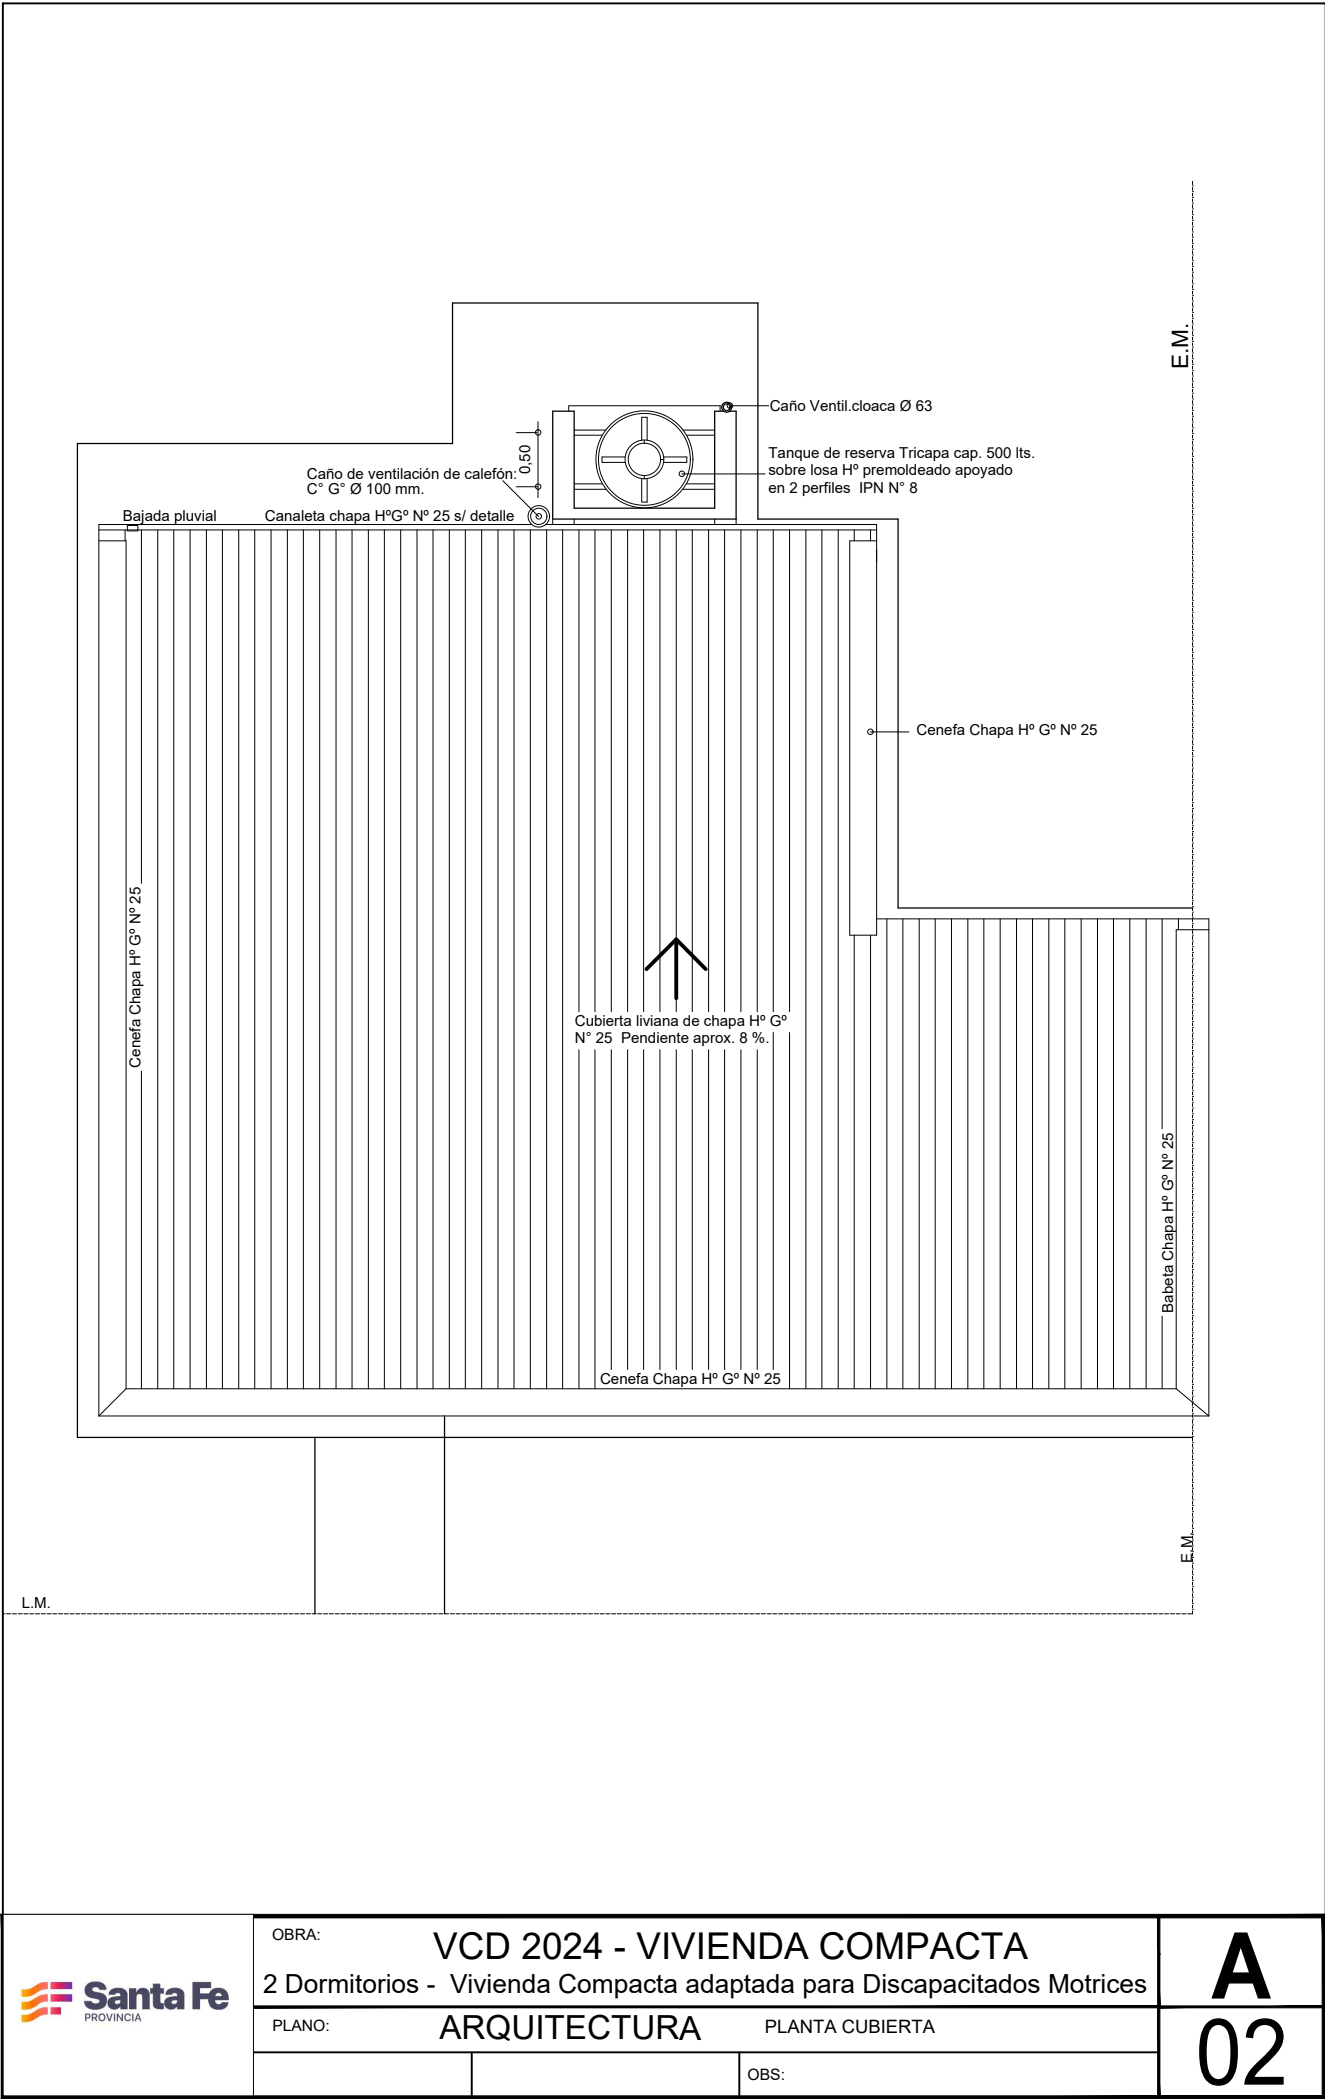 E.M.
Caño Ventil.cloaca Ø 63
Tanque de reserva Tricapa cap. 500 lts.
sobre losa Hº premoldeado apoyado
en 2 perfiles  IPN N° 8
0,50
Caño de ventilación de calefón:
C° G° Ø 100 mm.
Bajada pluvial
Canaleta chapa HºGº Nº 25 s/ detalle
Cenefa Chapa Hº Gº Nº 25
Cenefa Chapa Hº Gº Nº 25
Cubierta liviana de chapa Hº Gº
N° 25  Pendiente aprox. 8 %.
Babeta Chapa Hº Gº Nº 25
Cenefa Chapa Hº Gº Nº 25
E.M.
L.M.
Santa Fe
PROVINCIA
OBRA:
VCD 2024 - VIVIENDA COMPACTA
2 Dormitorios -  Vivienda Compacta adaptada para Discapacitados Motrices
PLANO:
ARQUITECTURA
PLANTA CUBIERTA
OBS:
A
02